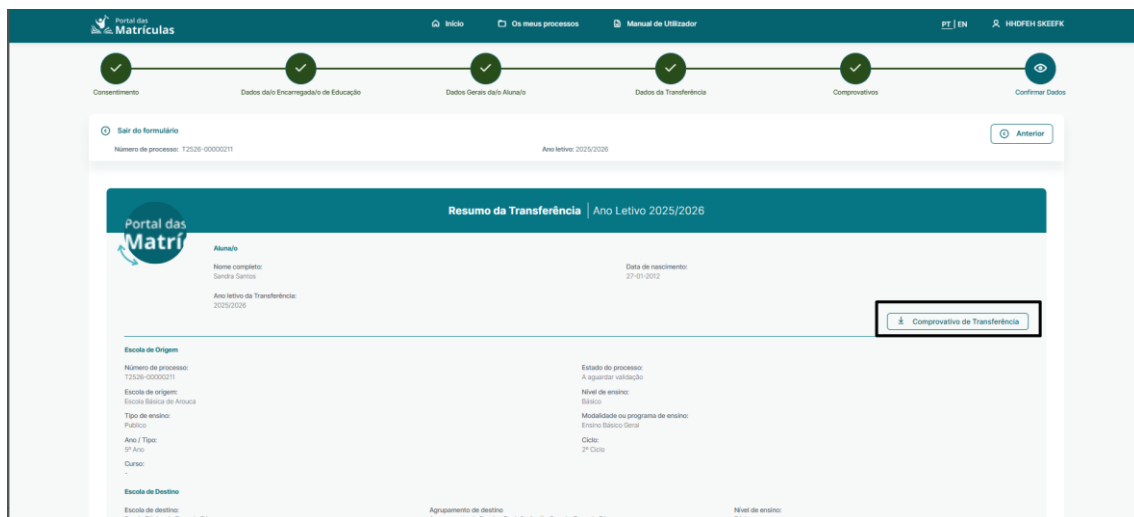 Portal das
Matrículas
Início
Os meus processos
Manual de Utilizador
PT | EN
HHDFEH SKEEFK
Consentimento
Dados da/o Encarregada/o de Educação
Dados Gerais da/o Aluna/o
Dados da Transferência
Comprovativos
Confirmar Dados
Sair do formulário
Anterior
Número de processo: T2526-00000211
Ano letivo: 2025/2026
Portal das
Matrí
Resumo da Transferência | Ano Letivo 2025/2026
Aluna/o
Nome completo:
Sandra Santos
Data de nascimento:
27-01-2012
Ano letivo da Transferência:
2025/2026
Comprovativo de Transferência
Escola de Origem
Número de processo:
T2526-00000211
Estado do processo:
A aguardar validação
Escola de origem:
Escola Básica de Arouca
Nível de ensino:
Básico
Tipo de ensino:
Publico
Modalidade ou programa de ensino:
Ensino Básico Geral
Ano / Tipo:
5º Ano
Ciclo:
2º Ciclo
Curso:
-
Escola de Destino
Escola de destino:
Agrupamento de destino
Nível de ensino: